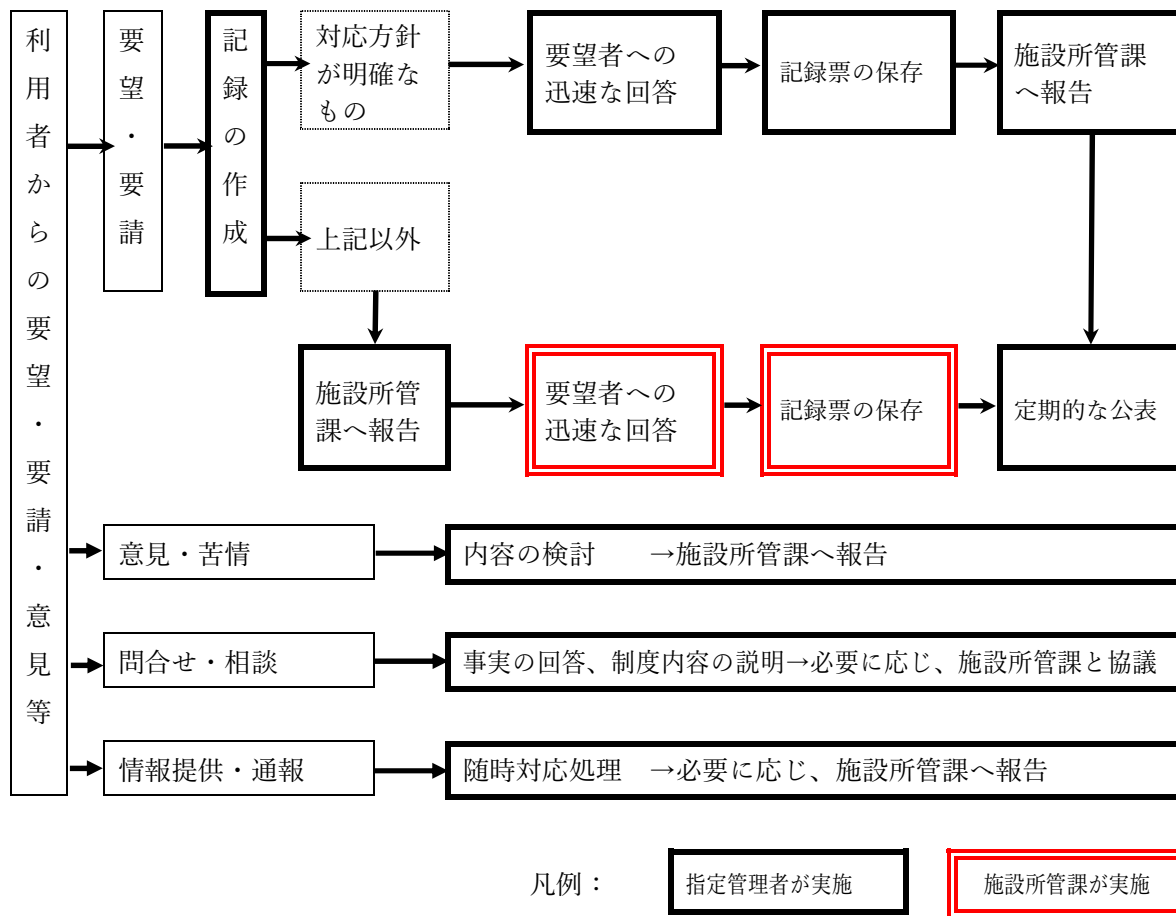 利用者からの要望・要請・意見等
要望・要請
記録の作成
対応方針
が明確な
もの
要望者への
迅速な回答
記録票の保存
施設所管課
へ報告
上記以外
施設所管
課へ報告
要望者への
迅速な回答
記録票の保存
定期的な公表
意見・苦情
内容の検討　→施設所管課へ報告
問合せ・相談
事実の回答、制度内容の説明→必要に応じ、施設所管課と協議
情報提供・通報
随時対応処理　→必要に応じ、施設所管課へ報告
凡例：
指定管理者が実施
施設所管課が実施